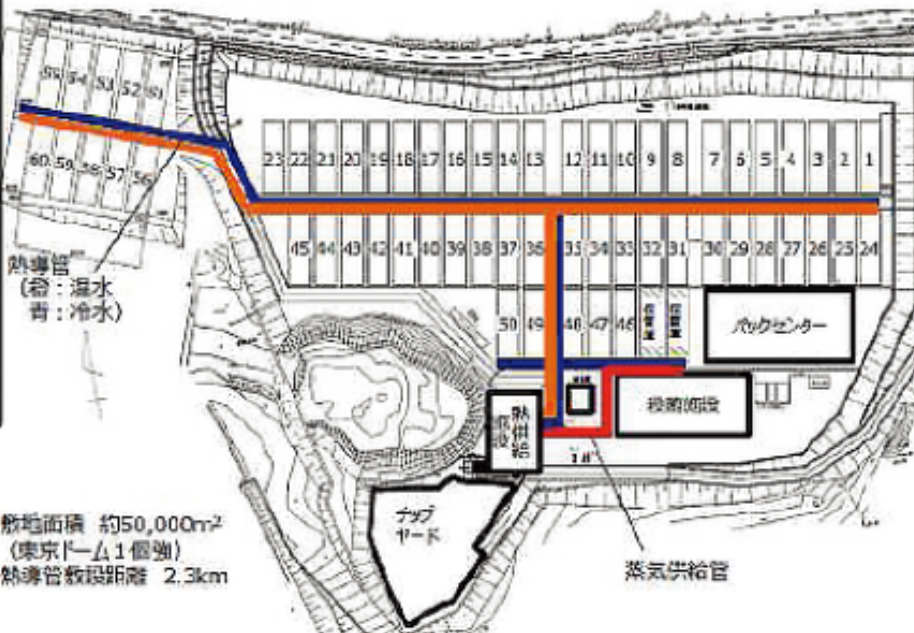 55 54 53 52 51
60 59 58 57 56
23 22 21 20 19 18 17 16 15 14 13 12 11 10 9 8 7 6 5 4 3 2 1
45 44 43 42 41 40 39 38 37 36 35 34 33 32 31 30 29 28 27 26 25 24
50 49 48 47 46
熱導管
(橙：温水
青：冷水)
パックセンター
殺菌施設
熱供給
施設
チップ
ヤード
蒸気供給管
敷地面積 約50,000m²
(東京ドーム1個強)
熱導管敷設距離 2.3km